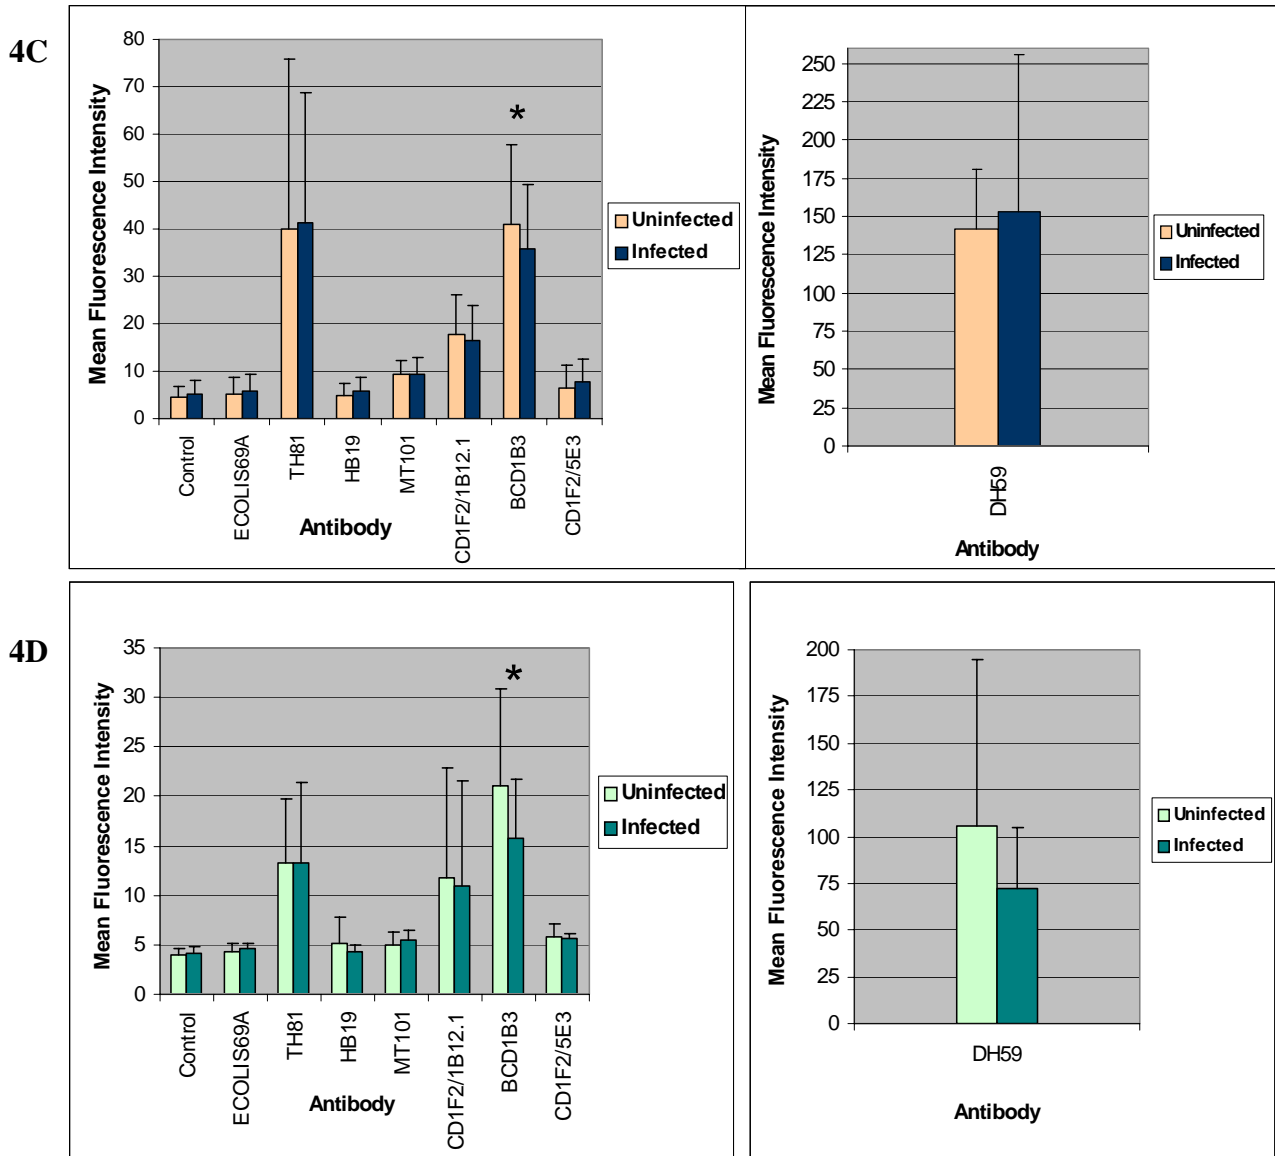 4C
80
70
60
50
40
30
20
10
0
Mean Fluorescence Intensity
*
Control
ECOLIS69A
TH81
HB19
MT101
CD1F2/1B12.1
BCD1B3
CD1F2/5E3
Antibody
Uninfected
Infected
250
225
200
175
150
125
100
75
50
25
0
Mean Fluorescence Intensity
DH59
Antibody
Uninfected
Infected
4D
35
30
25
20
15
10
5
0
Mean Fluorescence Intensity
*
Control
ECOLIS69A
TH81
HB19
MT101
CD1F2/1B12.1
BCD1B3
CD1F2/5E3
Antibody
Uninfected
Infected
200
175
150
125
100
75
50
25
0
Mean Fluorescence Intensity
DH59
Antibody
Uninfected
Infected